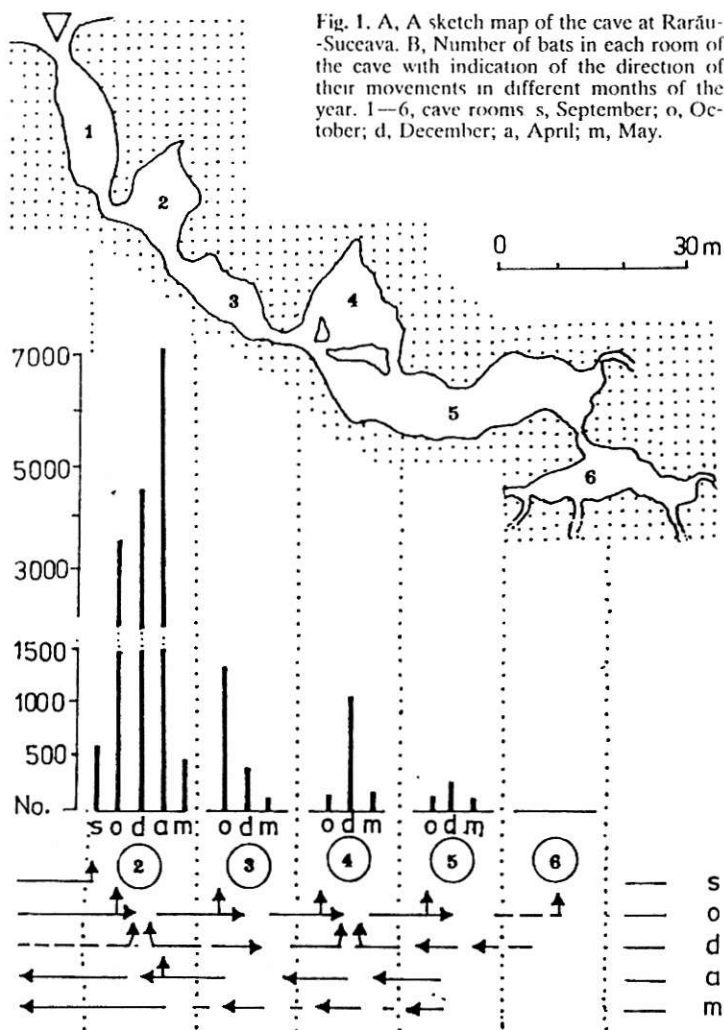 Fig. 1. A, A sketch map of the cave at Rarău-
-Suceava. B, Number of bats in each room of
the cave with indication of the direction of
their movements in different months of the
year. 1—6, cave rooms s, September; o, Oc-
tober; d, December; a, April; m, May.
1
2
3
4
0 30 m
5
6
7000
5000
3000
1500
1000
500
No.
s o d a m
o d m
o d m
o d m
2 3 4 5 6
s
o
d
a
m